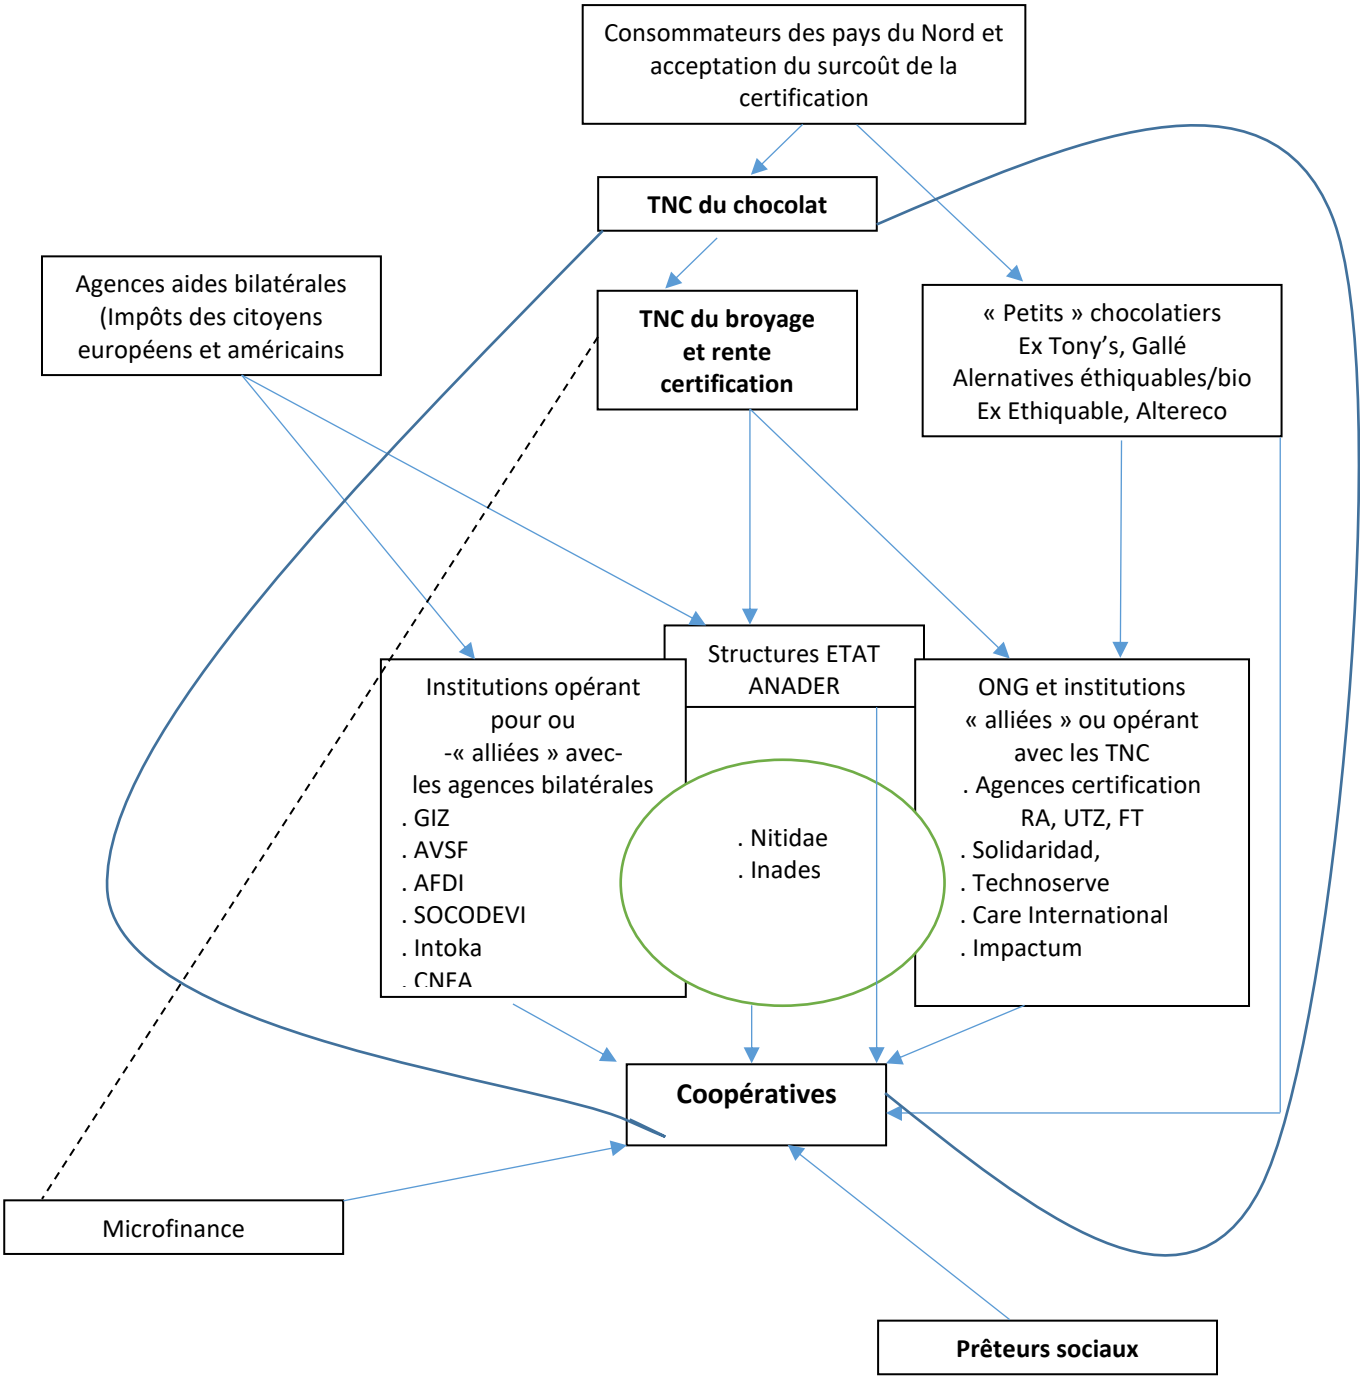 Consommateurs des pays du Nord et
acceptation du surcoût de la
certification
TNC du chocolat
Agences aides bilatérales
(Impôts des citoyens
européens et américains
TNC du broyage
et rente
certification
« Petits » chocolatiers
Ex Tony’s, Gallé
Alernatives éthiquables/bio
Ex Ethiquable, Altereco
Structures ETAT
ANADER
Institutions opérant
pour ou
-« alliées » avec-
les agences bilatérales
. GIZ
. AVSF
. AFDI
. SOCODEVI
. Intoka
. CNFA
. Nitidae
. Inades
ONG et institutions
« alliées » ou opérant
avec les TNC
. Agences certification
RA, UTZ, FT
. Solidaridad,
. Technoserve
. Care International
. Impactum
Coopératives
Microfinance
Prêteurs sociaux